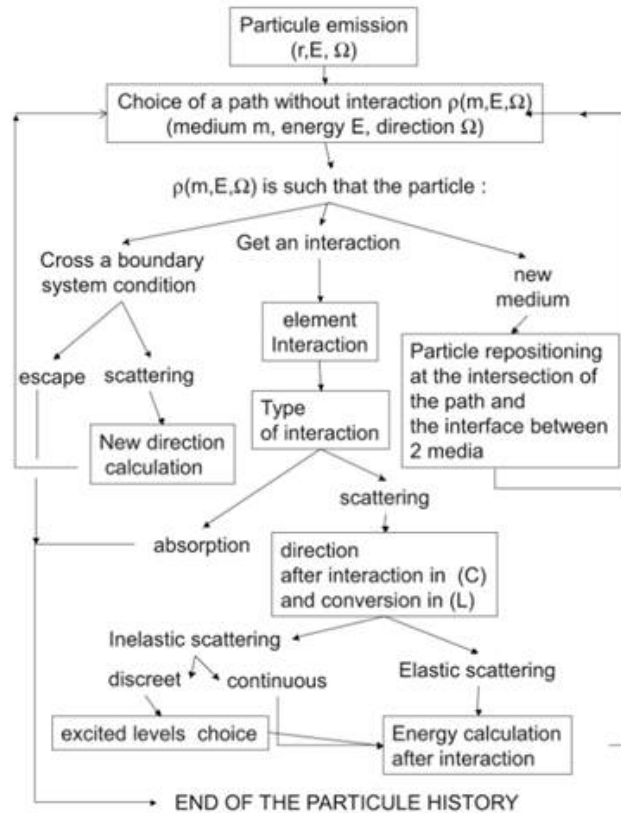 Particule emission
(r,E, Ω)
Choice of a path without interaction ρ(m,E,Ω)
(medium m, energy E, direction Ω)
ρ(m,E,Ω) is such that the particle :
Cross a boundary
system condition
Get an interaction
new
medium
element
Interaction
Particle repositioning
at the intersection of
the path and
the interface between
2 media
escape
scattering
Type
of interaction
New direction
calculation
scattering
absorption
direction
after interaction in (C)
and conversion in (L)
Inelastic scattering
Elastic scattering
discreet
continuous
excited levels choice
Energy calculation
after interaction
END OF THE PARTICULE HISTORY